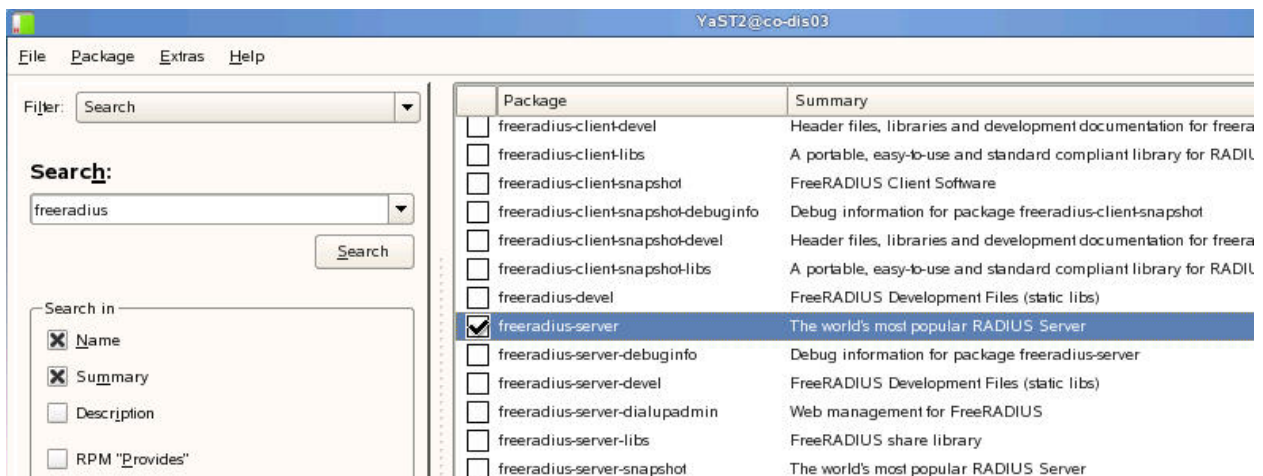 YaST2@co-dis03
File Package Extras Help
Filter: Search
Search:
freeradius
Search
Search in
Name
Summary
Description
RPM "Provides"
Package Summary
freeradius-client-devel Header files, libraries and development documentation for freera
freeradius-client-libs A portable, easy-to-use and standard compliant library for RADIU
freeradius-client-snapshot FreeRADIUS Client Software
freeradius-client-snapshot-debuginfo Debug information for package freeradius-client-snapshot
freeradius-client-snapshot-devel Header files, libraries and development documentation for freera
freeradius-client-snapshot-libs A portable, easy-to-use and standard compliant library for RADIU
freeradius-devel FreeRADIUS Development Files (static libs)
freeradius-server The world's most popular RADIUS Server
freeradius-server-debuginfo Debug information for package freeradius-server
freeradius-server-devel FreeRADIUS Development Files (static libs)
freeradius-server-dialupadmin Web management for FreeRADIUS
freeradius-server-libs FreeRADIUS share library
freeradius-server-snapshot The world's most popular RADIUS Server